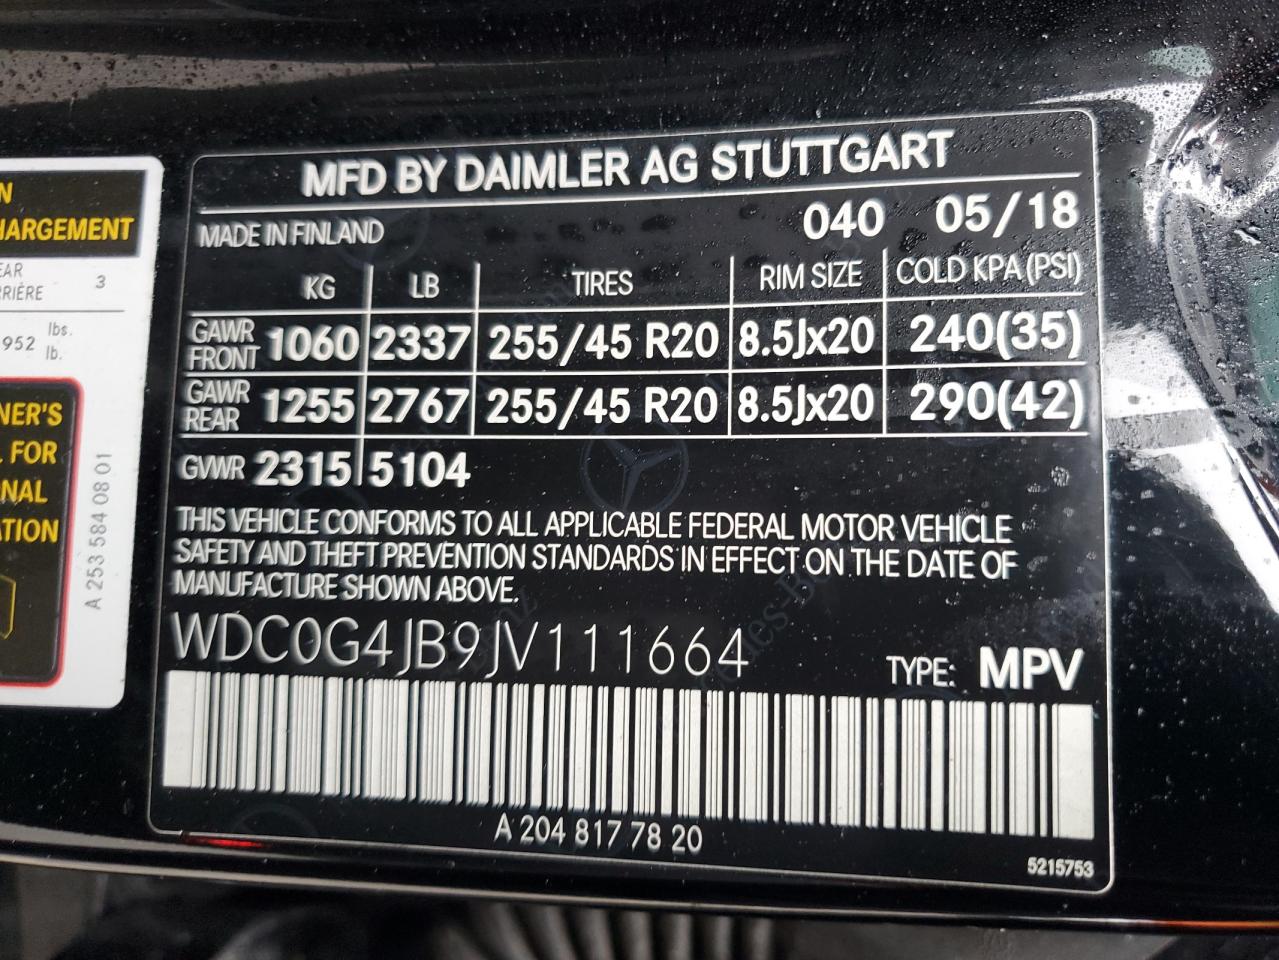 N
HARGEMENT
EAR
RRIÈRE 3
952 lbs.
lb.
NER'S
FOR
NAL
TION
A 253 584 08 01
MFD BY DAIMLER AG STUTTGART
MADE IN FINLAND 040 05/18
KG LB TIRES RIM SIZE COLD KPA (PSI)
GAWR FRONT 1060 2337 255/45 R20 8.5Jx20 240(35)
GAWR REAR 1255 2767 255/45 R20 8.5Jx20 290(42)
GVWR 2315 5104
THIS VEHICLE CONFORMS TO ALL APPLICABLE FEDERAL MOTOR VEHICLE
SAFETY AND THEFT PREVENTION STANDARDS IN EFFECT ON THE DATE OF
MANUFACTURE SHOWN ABOVE.
WDC0G4JB9JV111664
TYPE: MPV
A 204 817 78 20
5215753